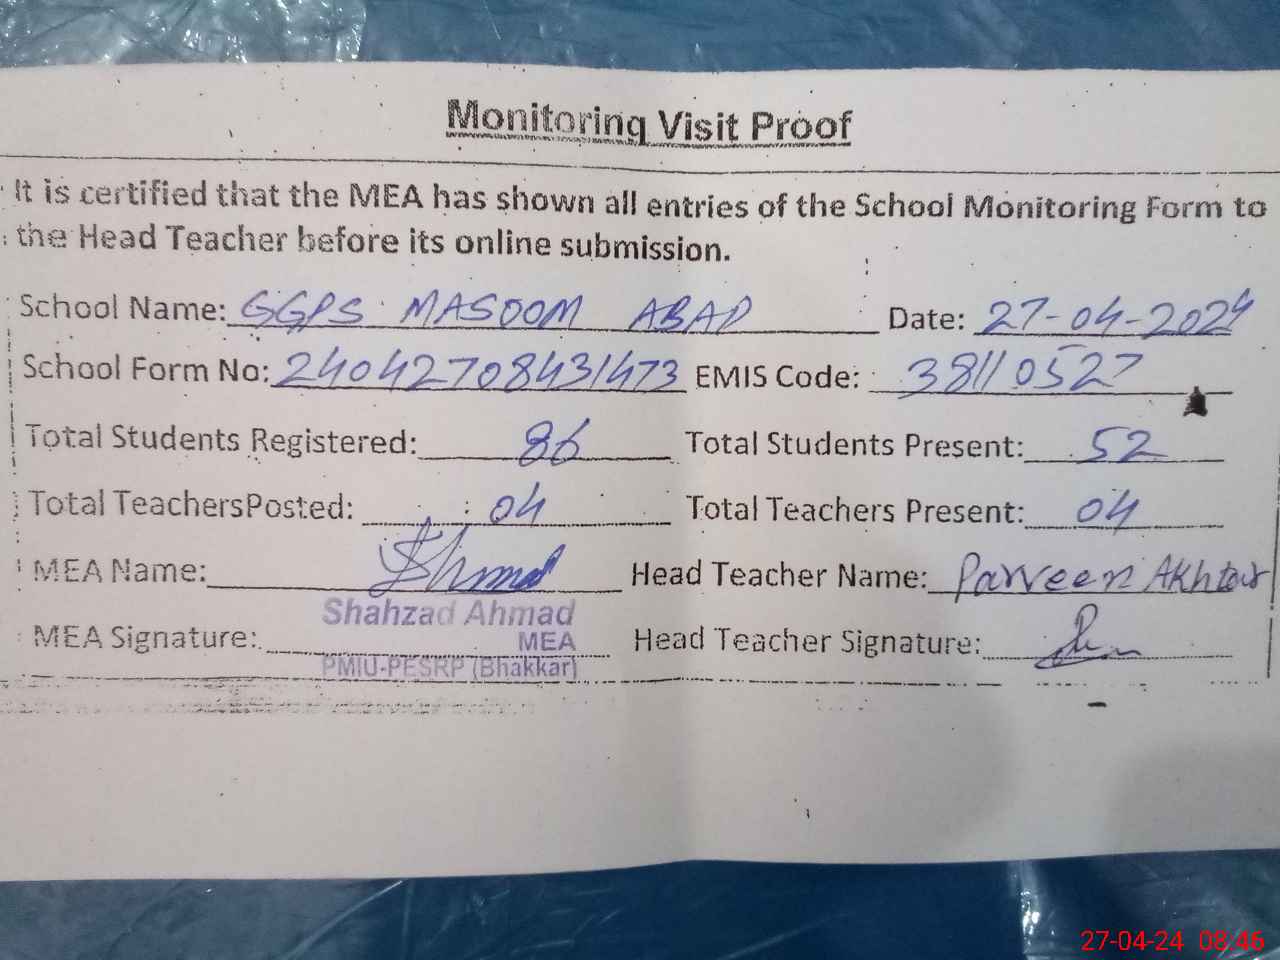 Monitoring Visit Proof
It is certified that the MEA has shown all entries of the School Monitoring Form to
the Head Teacher before its online submission.
School Name: GGPS MASOOM ABAD Date: 27-04-2024
School Form No: 24042708431473 EMIS Code: 38110527
Total Students Registered: 86 Total Students Present: 52
Total TeachersPosted: 04 Total Teachers Present: 04
MEA Name: Head Teacher Name: Parveen Akhtar
Shahzad Ahmad
MEA Signature: MEA Head Teacher Signature:
PMIU-PESRP (Bhakkar)
27-04-24 08:46